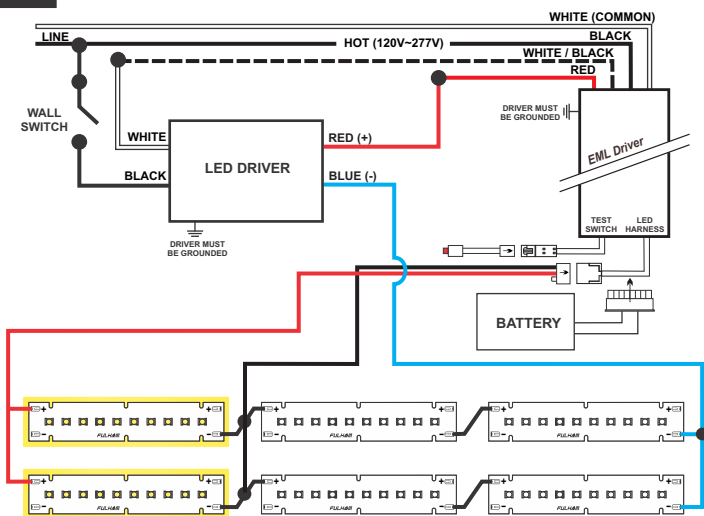 WHITE (COMMON)
LINE
BLACK
HOT (120V~277V)
WHITE / BLACK
RED
WALL
SWITCH
DRIVER MUST
BE GROUNDED
EML Driver
WHITE
LED DRIVER
RED (+)
BLACK
BLUE (-)
DRIVER MUST
BE GROUNDED
TEST
SWITCH
LED
HARNESS
BATTERY
+ +
- -
FULHAM
+ +
- -
FULHAM
+ +
- -
FULHAM
+ +
- -
FULHAM
+ +
- -
FULHAM
+ +
- -
FULHAM